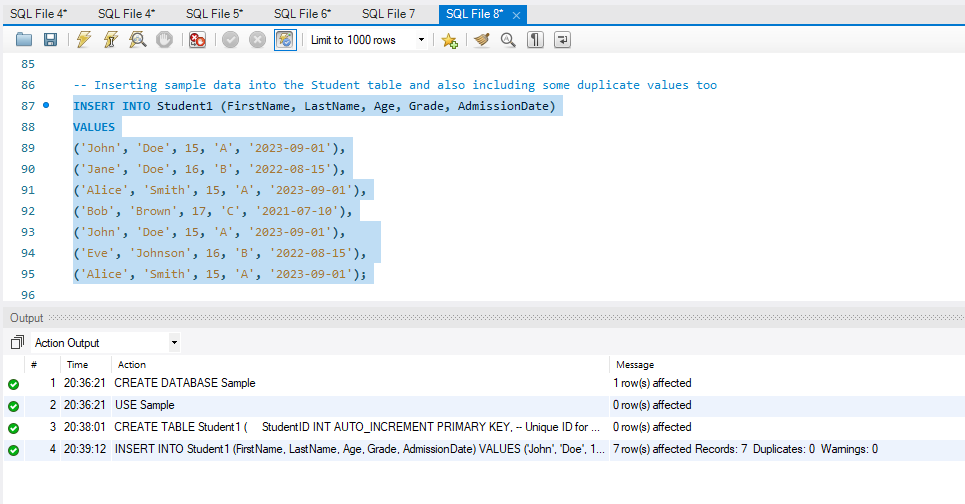 SQL File 4* SQL File 4* SQL File 5* SQL File 6* SQL File 7 SQL File 8*
Limit to 1000 rows
85
86 -- Inserting sample data into the Student table and also including some duplicate values too
87 INSERT INTO Student1 (FirstName, LastName, Age, Grade, AdmissionDate)
88 VALUES
89 ('John', 'Doe', 15, 'A', '2023-09-01'),
90 ('Jane', 'Doe', 16, 'B', '2022-08-15'),
91 ('Alice', 'Smith', 15, 'A', '2023-09-01'),
92 ('Bob', 'Brown', 17, 'C', '2021-07-10'),
93 ('John', 'Doe', 15, 'A', '2023-09-01'),
94 ('Eve', 'Johnson', 16, 'B', '2022-08-15'),
95 ('Alice', 'Smith', 15, 'A', '2023-09-01');
96
Output
Action Output
# Time Action Message
1 20:36:21 CREATE DATABASE Sample 1 row(s) affected
2 20:36:21 USE Sample 0 row(s) affected
3 20:38:01 CREATE TABLE Student1 ( StudentID INT AUTO_INCREMENT PRIMARY KEY, -- Unique ID for ... 0 row(s) affected
4 20:39:12 INSERT INTO Student1 (FirstName, LastName, Age, Grade, AdmissionDate) VALUES ('John', 'Doe', 1... 7 row(s) affected Records: 7 Duplicates: 0 Warnings: 0